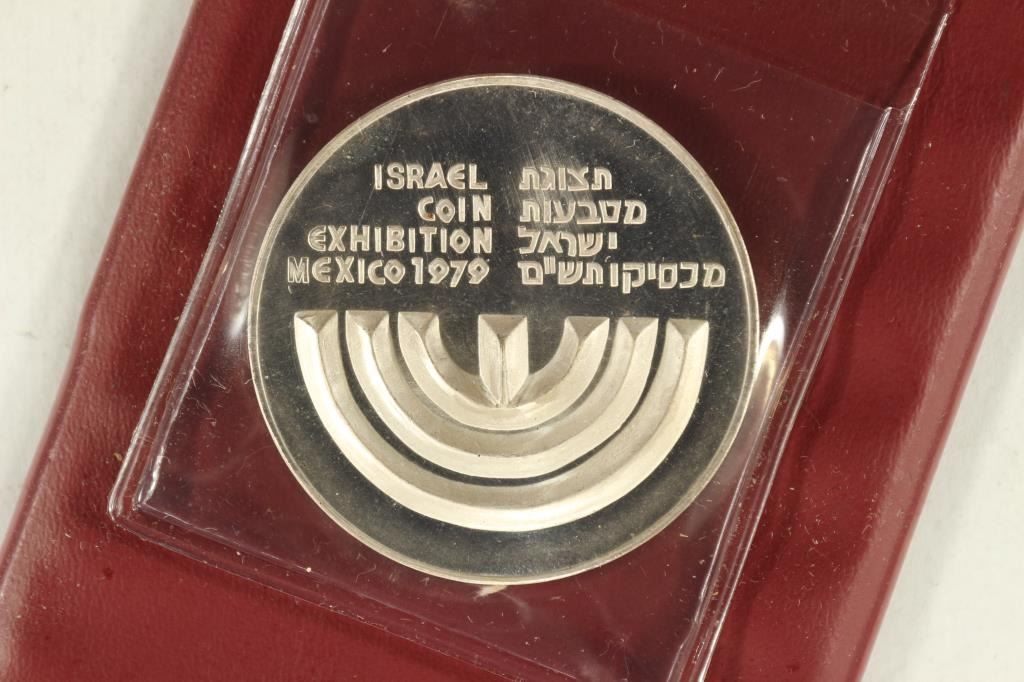 ISRAEL תצוגת
COIN מטבעות
EXHIBITION ישראל
MEXICO 1979 מכסיקו תש"ם